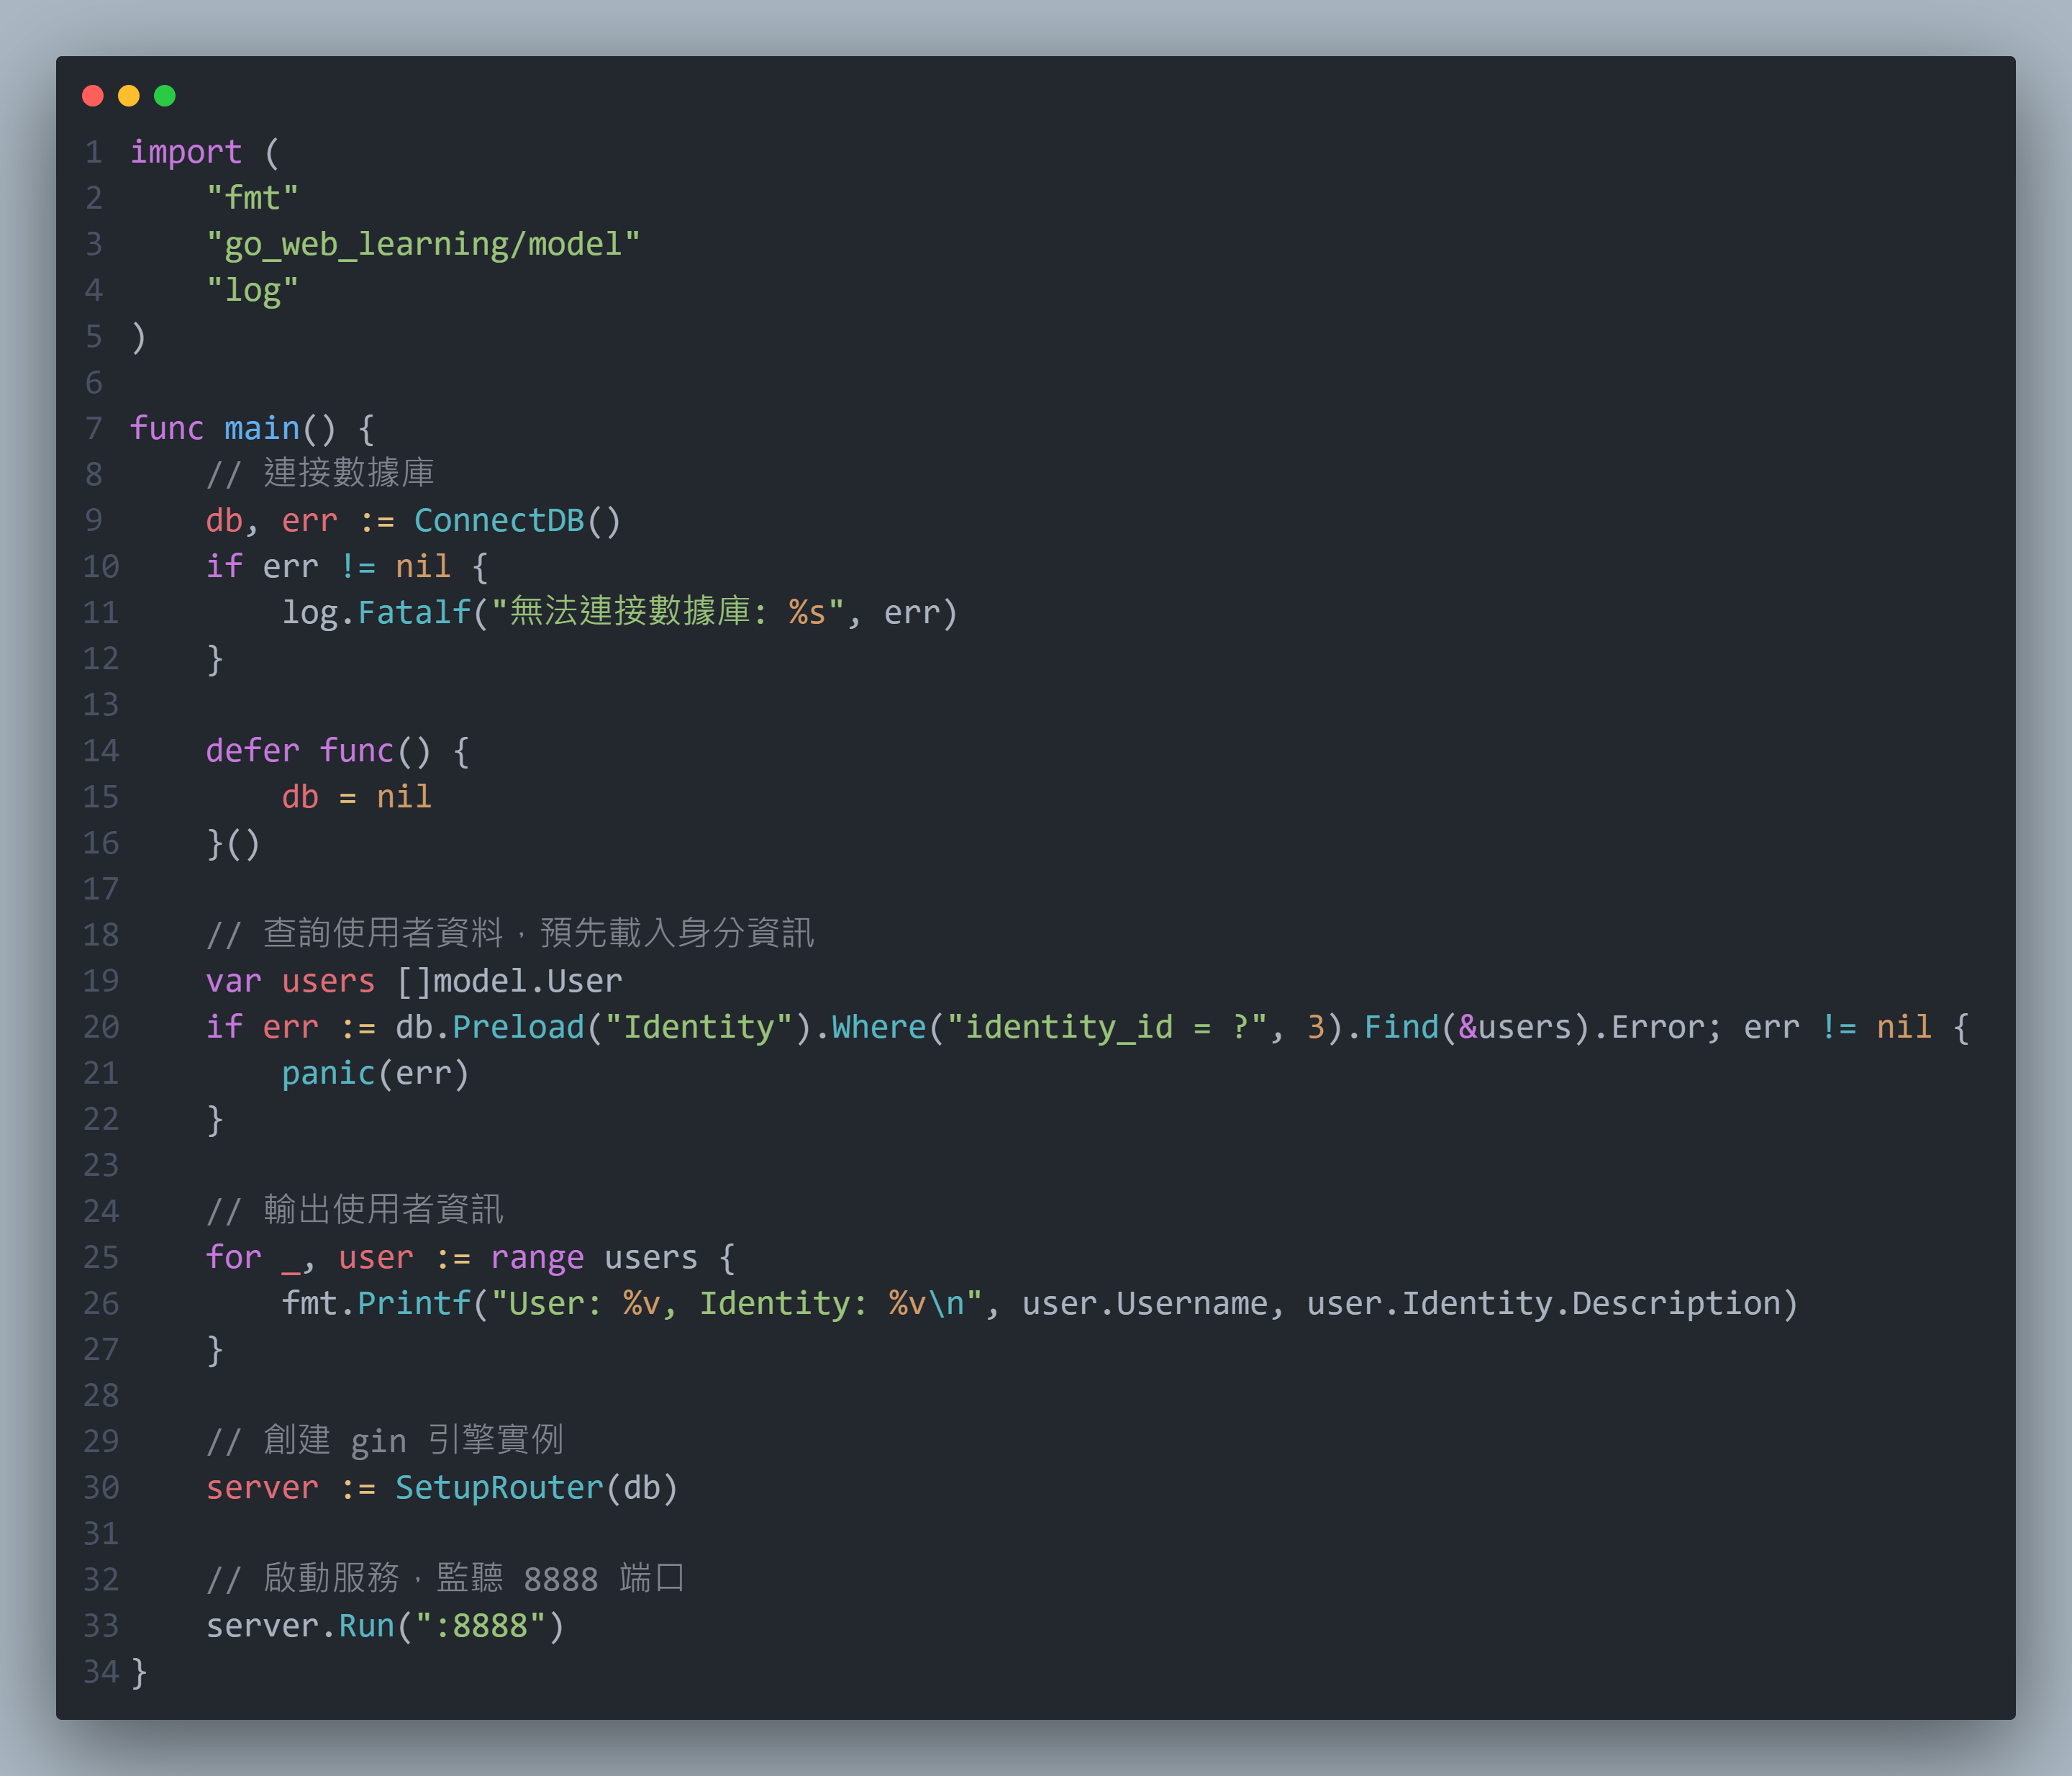 1 import (
2     "fmt"
3     "go_web_learning/model"
4     "log"
5 )
6
7 func main() {
8     // 連接數據庫
9     db, err := ConnectDB()
10     if err != nil {
11         log.Fatalf("無法連接數據庫: %s", err)
12     }
13
14     defer func() {
15         db = nil
16     }()
17
18     // 查詢使用者資料，預先載入身分資訊
19     var users []model.User
20     if err := db.Preload("Identity").Where("identity_id = ?", 3).Find(&users).Error; err != nil {
21         panic(err)
22     }
23
24     // 輸出使用者資訊
25     for _, user := range users {
26         fmt.Printf("User: %v, Identity: %v\n", user.Username, user.Identity.Description)
27     }
28
29     // 創建 gin 引擎實例
30     server := SetupRouter(db)
31
32     // 啟動服務，監聽 8888 端口
33     server.Run(":8888")
34 }